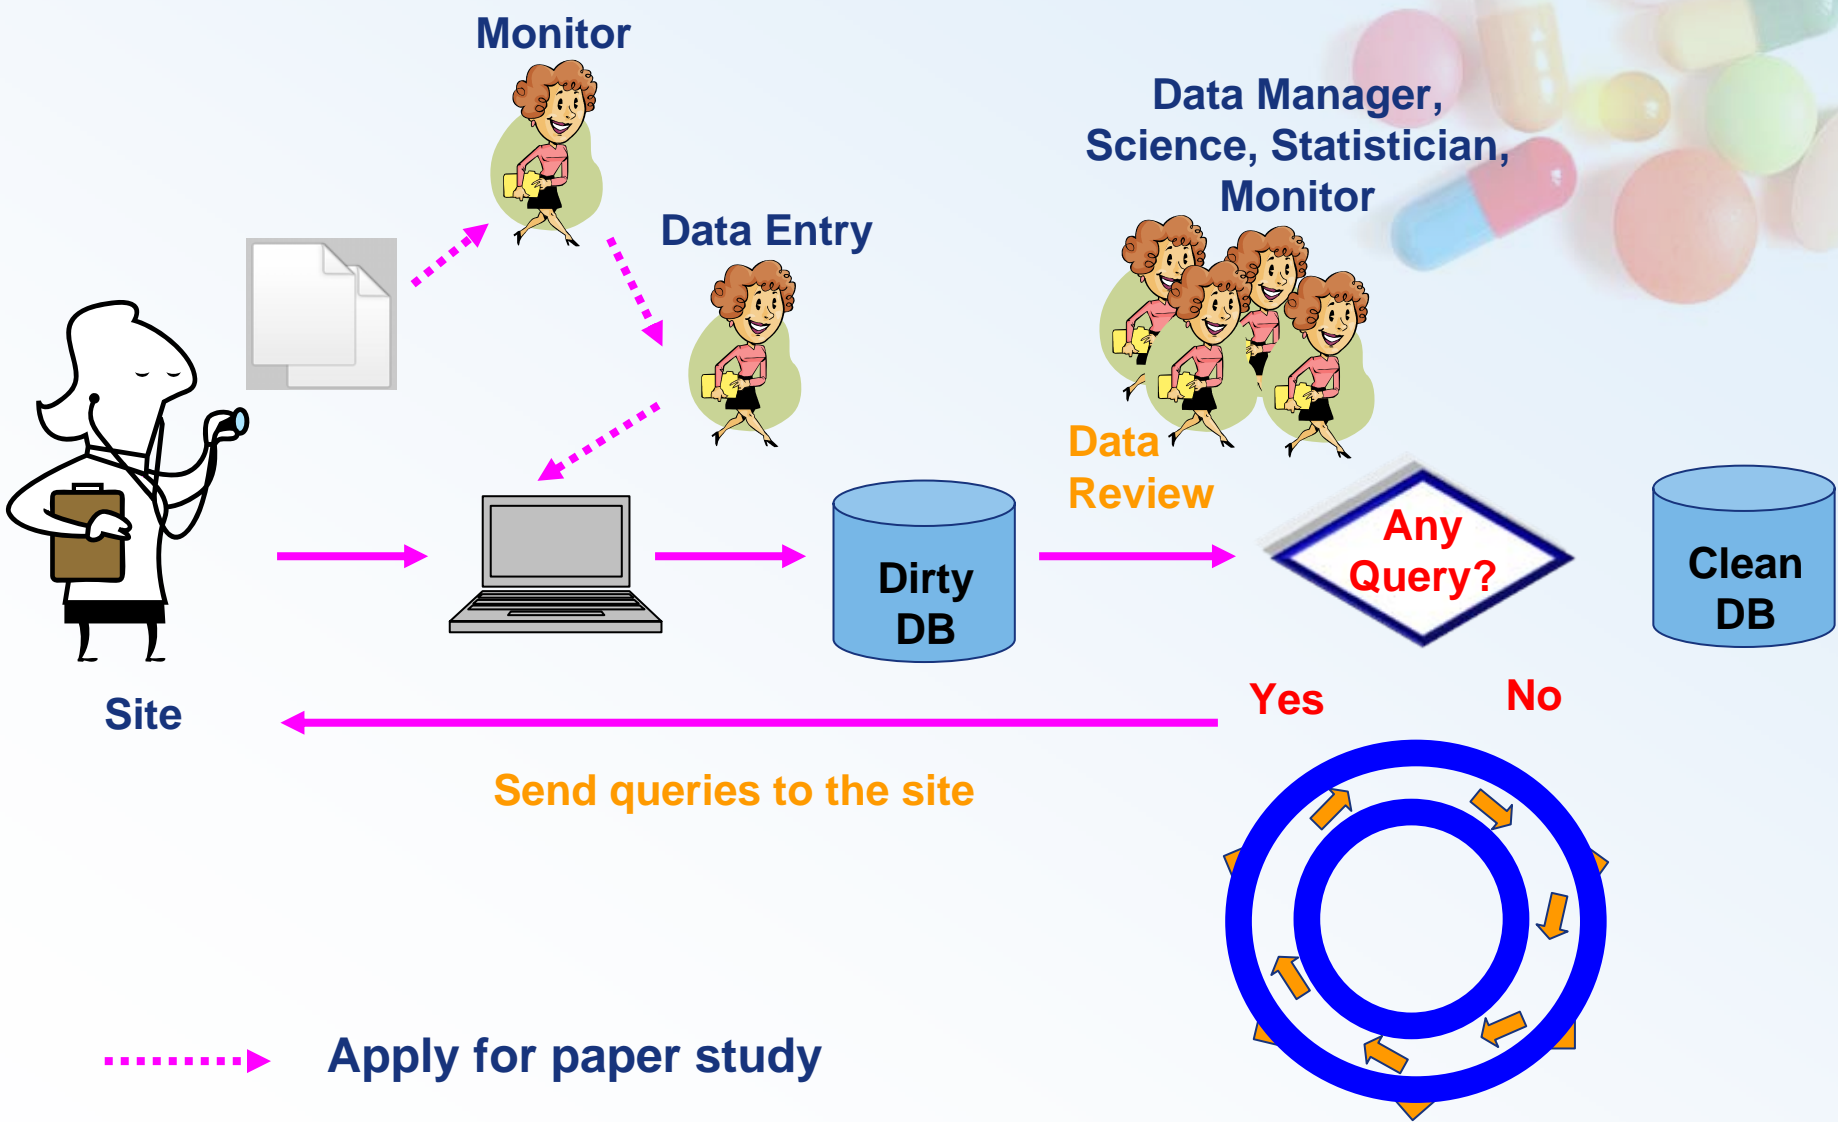 Monitor
Data Manager,
Science, Statistician,
Monitor
Data Entry
Data
Review
Any
Query?
Dirty
DB
Clean
DB
Site
Yes
No
Send queries to the site
Apply for paper study